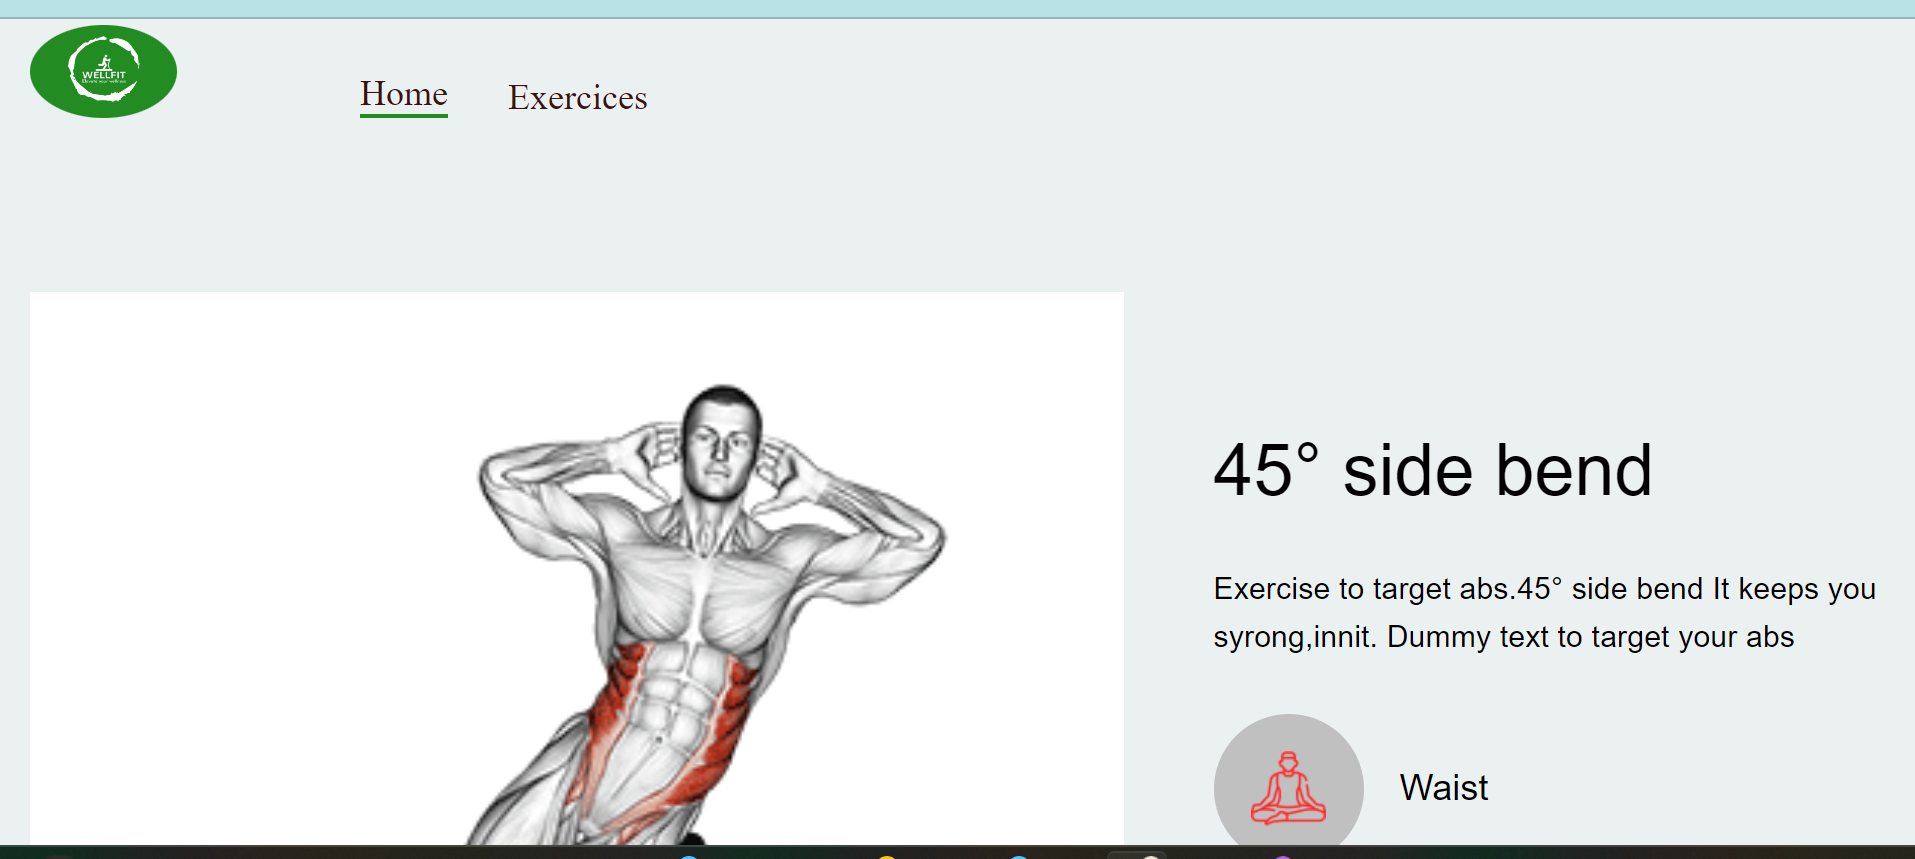 WELLFIT
Home
Exercices
45° side bend
Exercise to target abs.45° side bend It keeps you
syrong,innit. Dummy text to target your abs
Waist